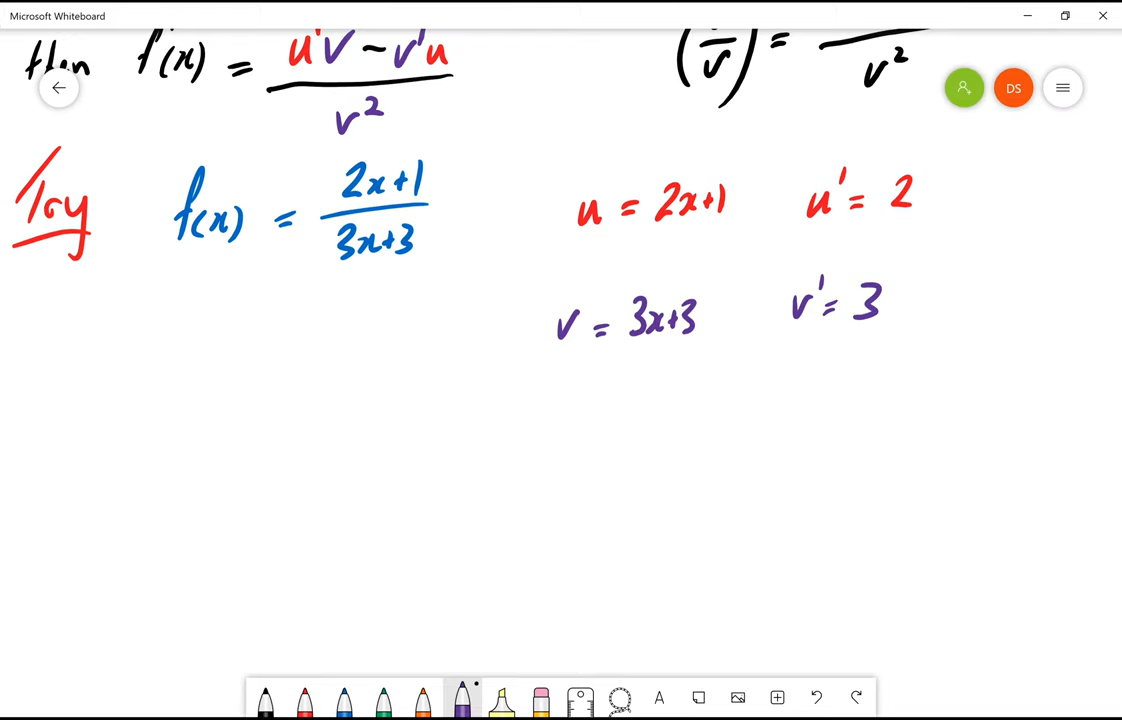 Microsoft Whiteboard
then f'(x) = u'v - v'u / v²
(u/v)' = / v²
DS
Try f(x) = 2x+1 / 3x+3
u = 2x+1 u' = 2
v = 3x+3 v' = 3
A